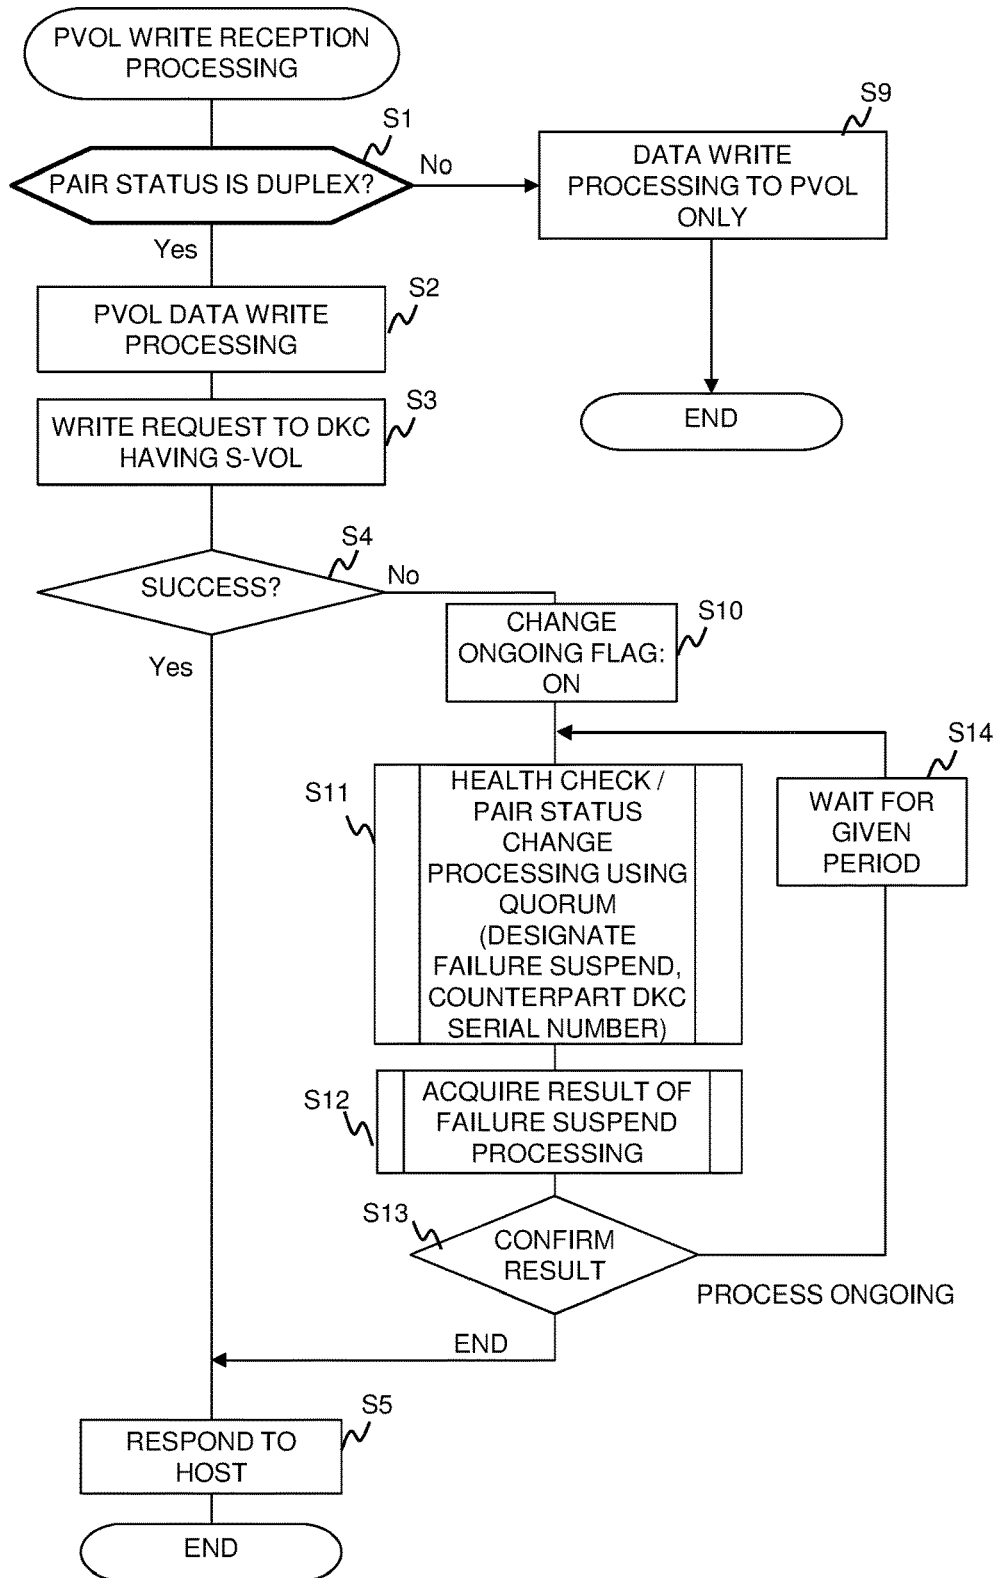 PVOL WRITE RECEPTION
PROCESSING
S1
PAIR STATUS IS DUPLEX?
No
Yes
S9
DATA WRITE
PROCESSING TO PVOL
ONLY
END
S2
PVOL DATA WRITE
PROCESSING
S3
WRITE REQUEST TO DKC
HAVING S-VOL
S4
SUCCESS?
No
Yes
S10
CHANGE
ONGOING FLAG:
ON
S14
WAIT FOR
GIVEN
PERIOD
S11
HEALTH CHECK /
PAIR STATUS
CHANGE
PROCESSING USING
QUORUM
(DESIGNATE
FAILURE SUSPEND,
COUNTERPART DKC
SERIAL NUMBER)
S12
ACQUIRE RESULT OF
FAILURE SUSPEND
PROCESSING
S13
CONFIRM
RESULT
PROCESS ONGOING
END
S5
RESPOND TO
HOST
END